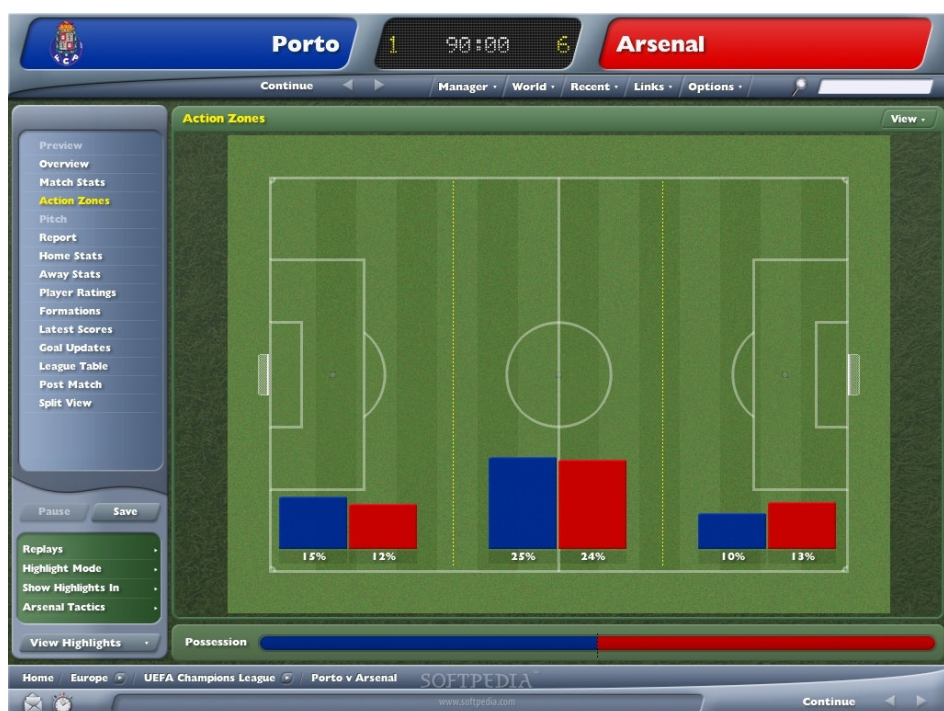 FCP
Porto
1 90:00 6
Arsenal
Continue
Manager
World
Recent
Links
Options
Action Zones
View
Preview
Overview
Match Stats
Action Zones
Pitch
Report
Home Stats
Away Stats
Player Ratings
Formations
Latest Scores
Goal Updates
League Table
Post Match
Split View
Pause
Save
Replays
Highlight Mode
Show Highlights In
Arsenal Tactics
View Highlights
15% 12% 25% 24% 10% 13%
Possession
Home Europe UEFA Champions League Porto v Arsenal
SOFTPEDIA
www.softpedia.com
Continue